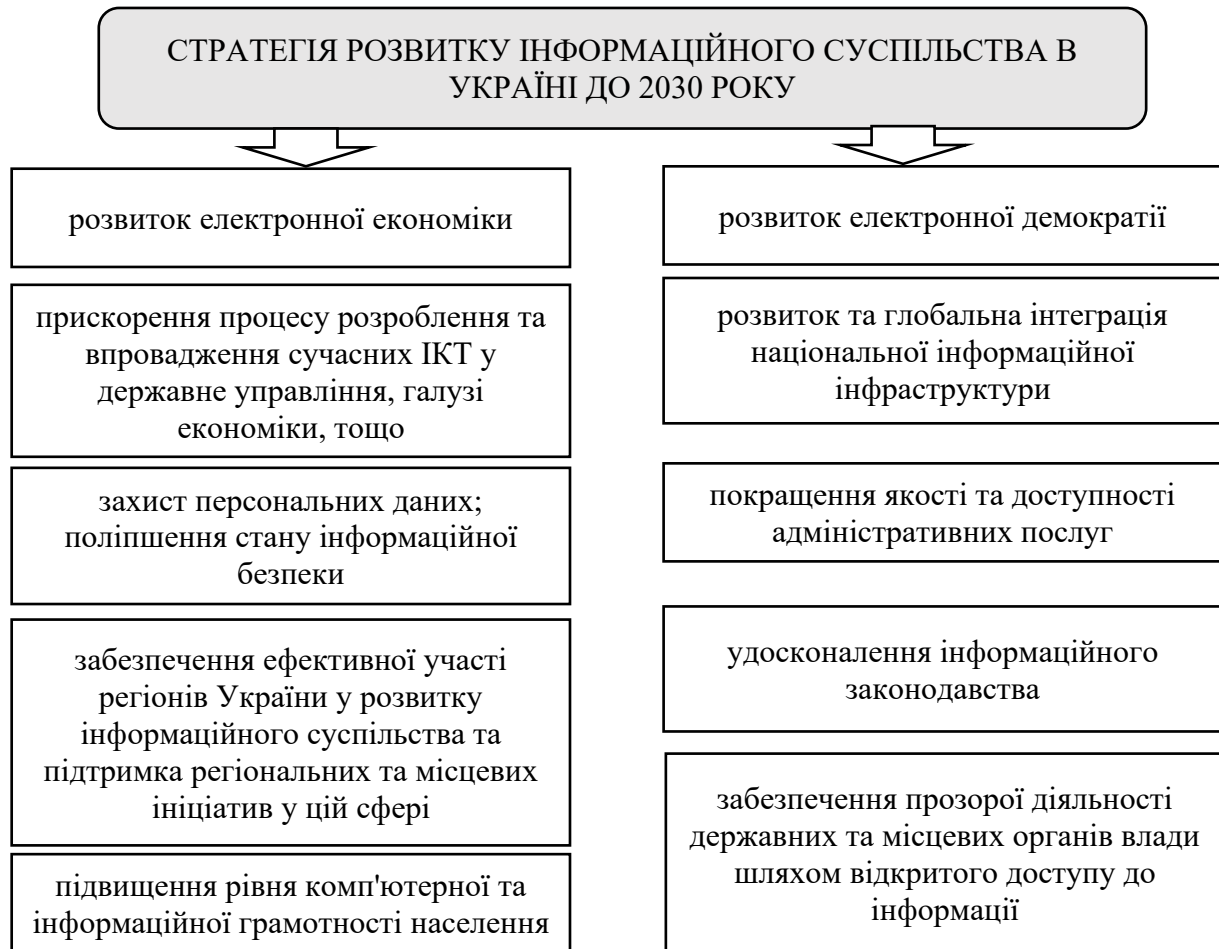 СТРАТЕГІЯ РОЗВИТКУ ІНФОРМАЦІЙНОГО СУСПІЛЬСТВА В
УКРАЇНІ ДО 2030 РОКУ
розвиток електронної економіки
прискорення процесу розроблення та
впровадження сучасних ІКТ у
державне управління, галузі
економіки, тощо
захист персональних даних;
поліпшення стану інформаційної
безпеки
забезпечення ефективної участі
регіонів України у розвитку
інформаційного суспільства та
підтримка регіональних та місцевих
ініціатив у цій сфері
підвищення рівня комп'ютерної та
інформаційної грамотності населення
розвиток електронної демократії
розвиток та глобальна інтеграція
національної інформаційної
інфраструктури
покращення якості та доступності
адміністративних послуг
удосконалення інформаційного
законодавства
забезпечення прозорої діяльності
державних та місцевих органів влади
шляхом відкритого доступу до
інформації